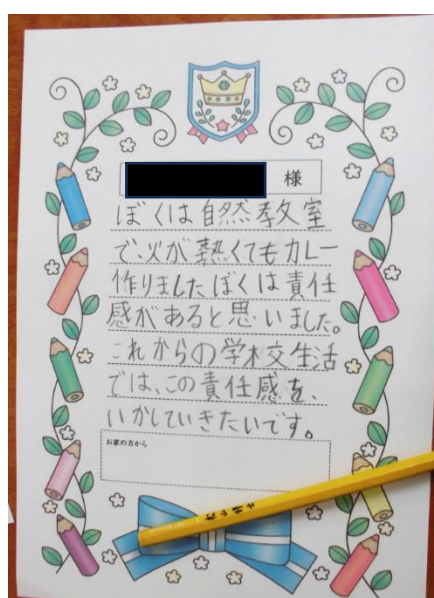 様
ぼくは自然教室
で、火が熱くてもカレー
作りましたぼくは責任
感があると思いました。
これからの学校生活
では、この責任感を、
いかしていきたいです。
お家の方から